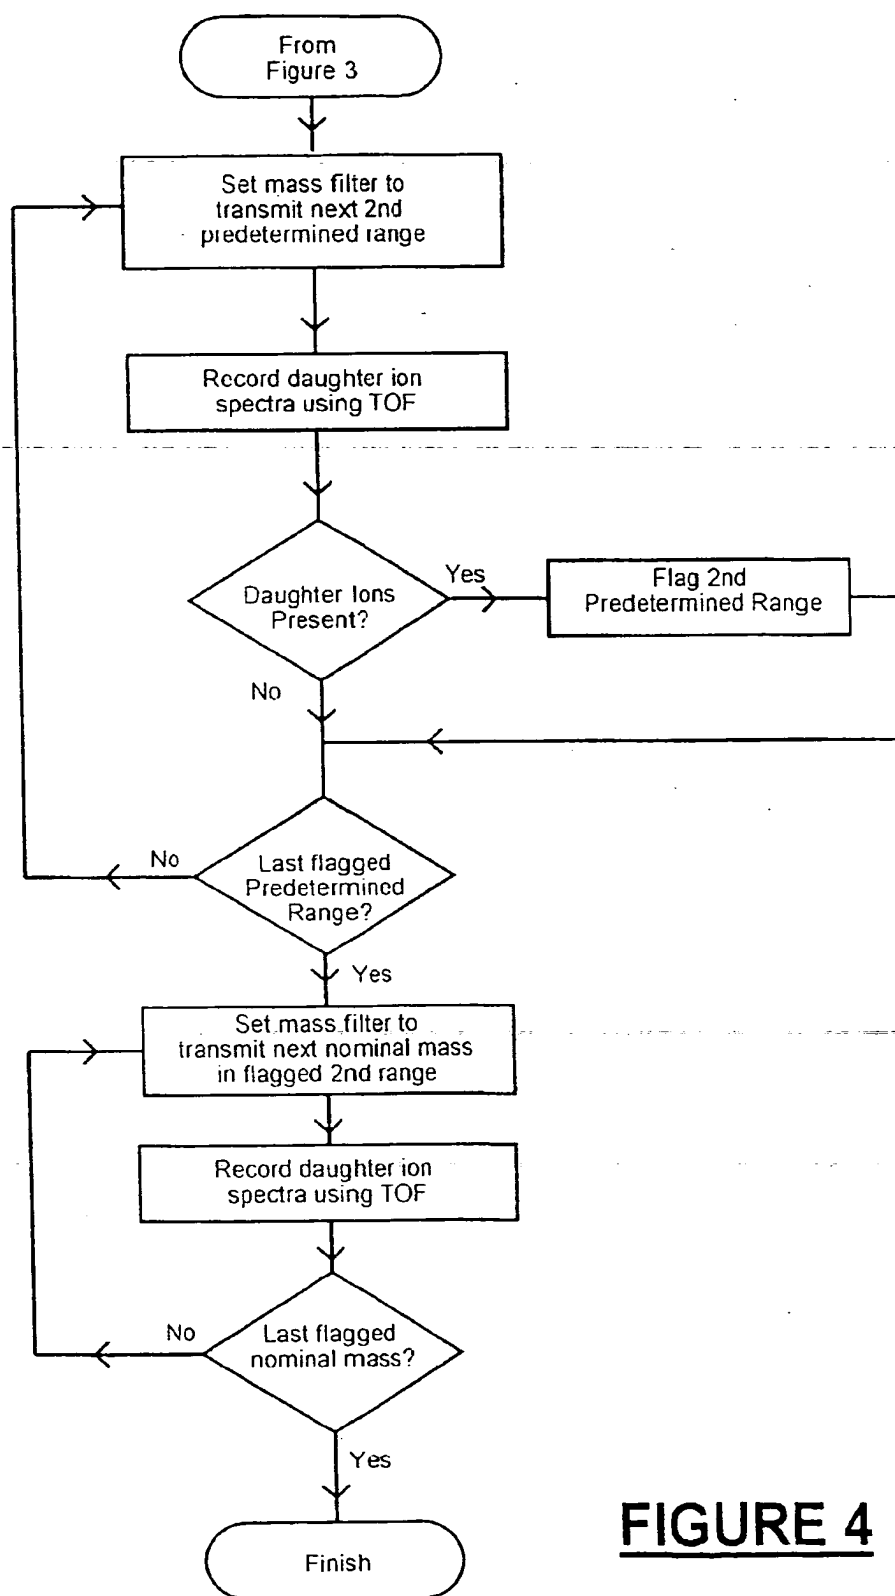 From
Figure 3
Set mass filter to
transmit next 2nd
predetermined range
Record daughter ion
spectra using TOF
Daughter Ions
Present?
Yes
Flag 2nd
Predetermined Range
No
Last flagged
Predetermined
Range?
No
Yes
Set mass filter to
transmit next nominal mass
in flagged 2nd range
Record daughter ion
spectra using TOF
Last flagged
nominal mass?
No
Yes
Finish
FIGURE 4